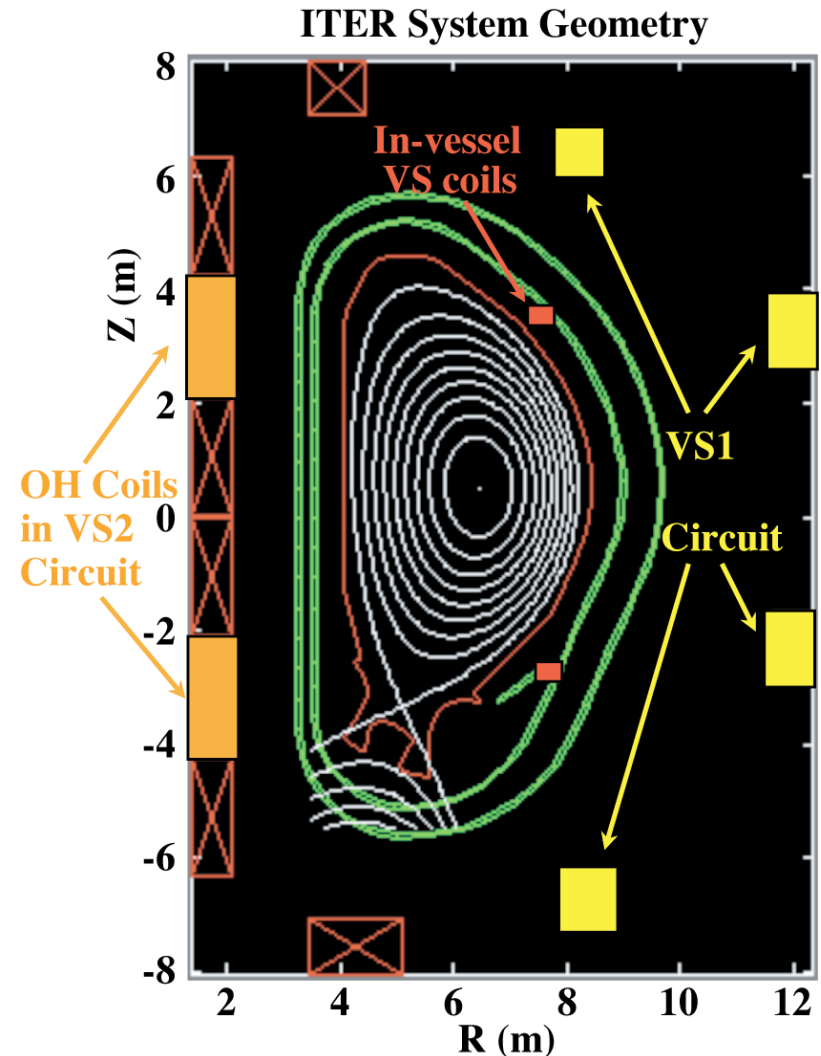 ITER System Geometry
In-vessel
VS coils
VS1
Circuit
OH Coils
in VS2
Circuit
Z (m)
8
6
4
2
0
-2
-4
-6
-8
2
4
6
8
10
12
R (m)